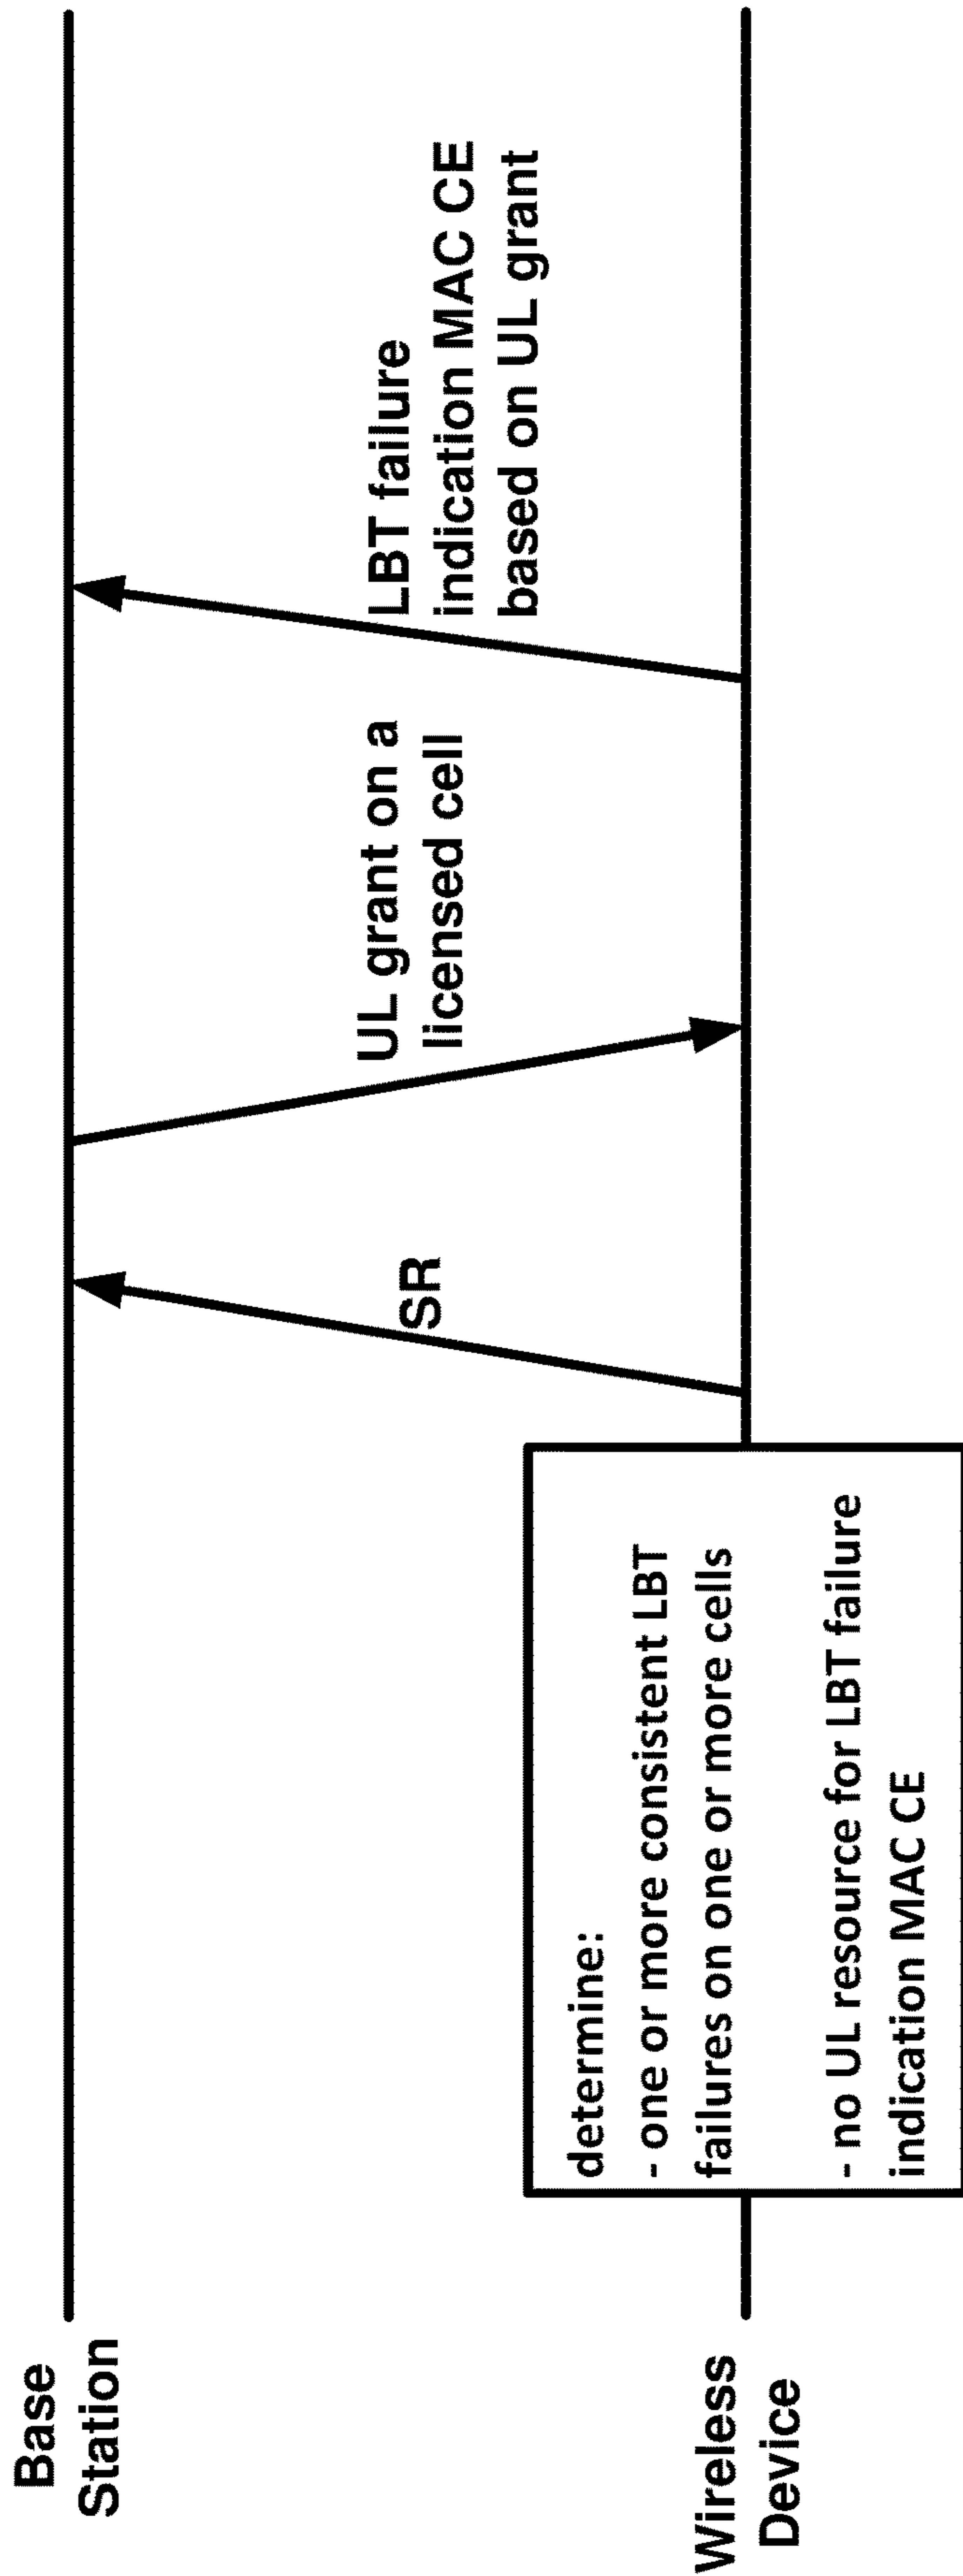 Base
Station
Wireless
Device
determine:
- one or more consistent LBT
failures on one or more cells
- no UL resource for LBT failure
indication MAC CE
SR
UL grant on a
licensed cell
LBT failure
indication MAC CE
based on UL grant